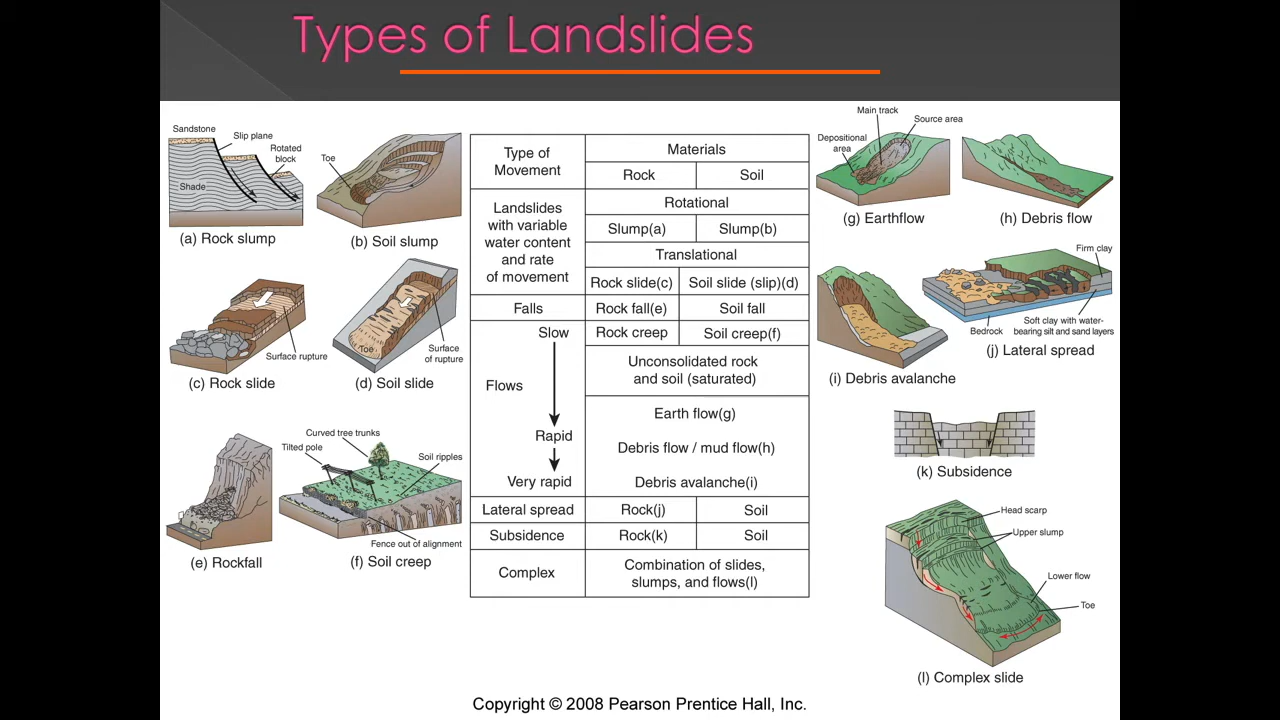 Types of Landslides
Sandstone
Slip plane
Rotated
block
Shade
(a) Rock slump
Toe
(b) Soil slump
Surface rupture
(c) Rock slide
Toe
Surface
of rupture
(d) Soil slide
(e) Rockfall
Curved tree trunks
Tilted pole
Soil ripples
Fence out of alignment
(f) Soil creep
Type of
Movement
Materials
Rock
Soil
Landslides
with variable
water content
and rate
of movement
Rotational
Slump(a)
Slump(b)
Translational
Rock slide(c)
Soil slide (slip)(d)
Falls
Rock fall(e)
Soil fall
Slow
Rock creep
Soil creep(f)
Flows
Unconsolidated rock
and soil (saturated)
Earth flow(g)
Rapid
Debris flow / mud flow(h)
Very rapid
Debris avalanche(i)
Lateral spread
Rock(j)
Soil
Subsidence
Rock(k)
Soil
Complex
Combination of slides,
slumps, and flows(l)
Main track
Source area
Depositional
area
(g) Earthflow
(h) Debris flow
(i) Debris avalanche
Firm clay
Soft clay with water-
bearing silt and sand layers
Bedrock
(j) Lateral spread
(k) Subsidence
Head scarp
Upper slump
Lower flow
Toe
(l) Complex slide
Copyright © 2008 Pearson Prentice Hall, Inc.